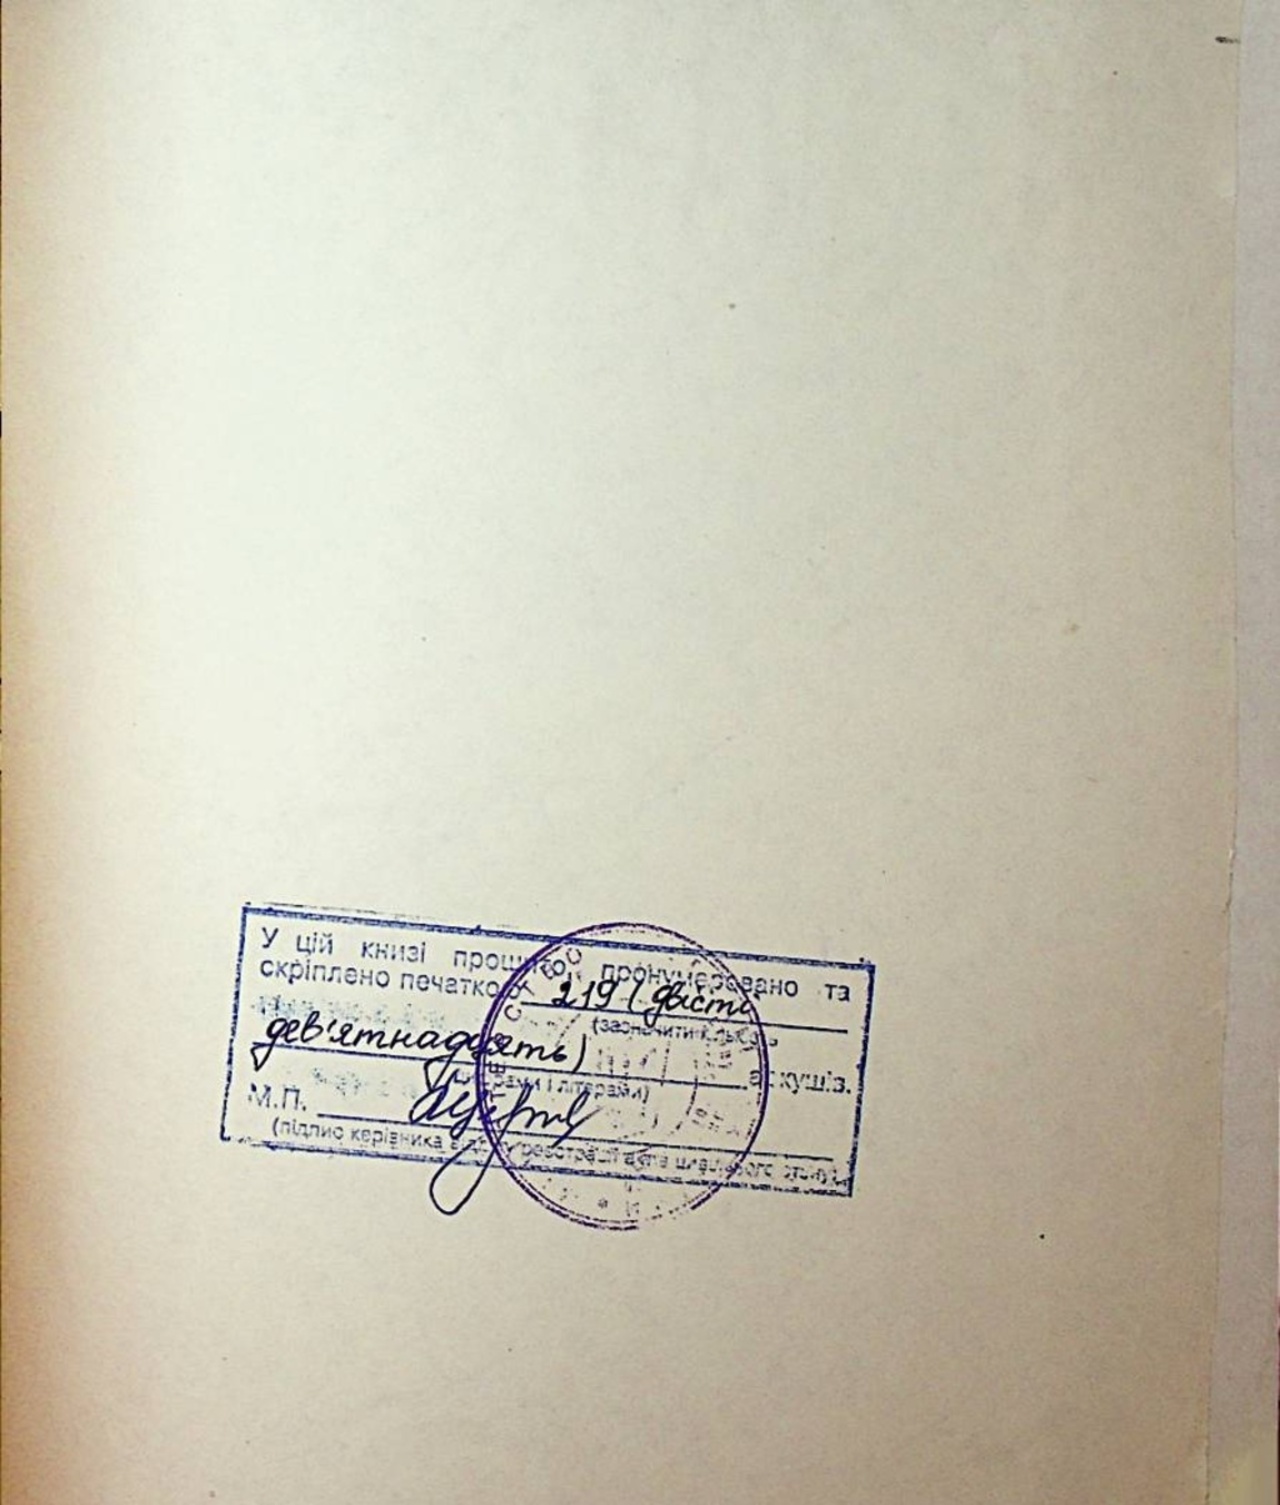 У цій книзі прошито, пронумеровано та
скріплено печаткою 219 (двісті
(зазначити кількість
дев'ятнадцять) аркушів.
цифрами і літерами)
М.П.
(підпис керівника відділу реєстрації актів цивільного стану)